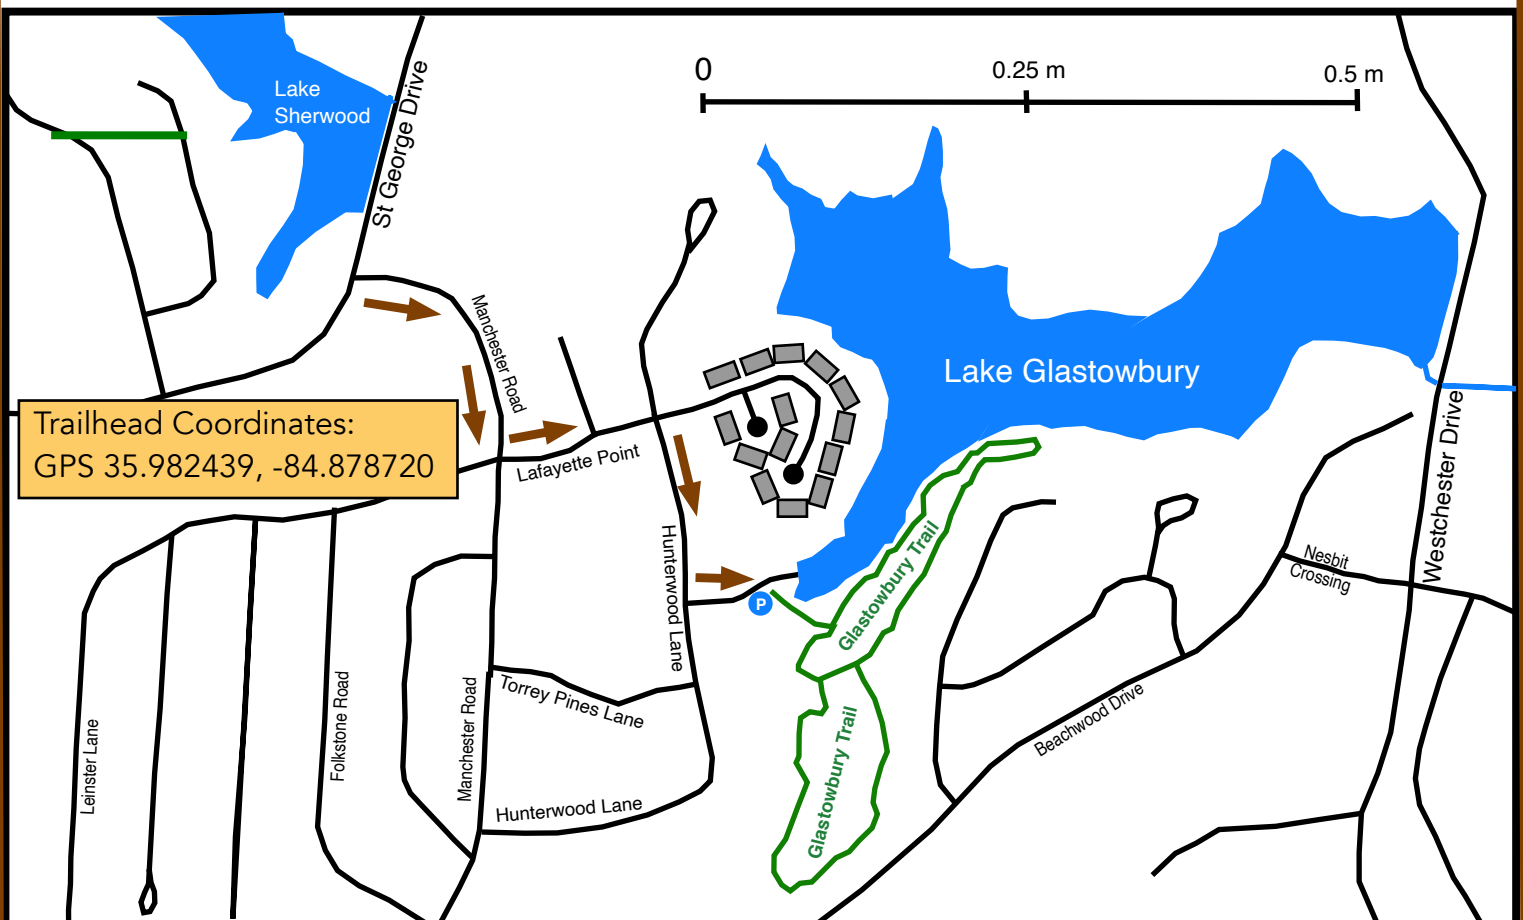 0
0.25 m
0.5 m
Lake
Sherwood
St George Drive
Manchester Road
Lake Glastowbury
Trailhead Coordinates:
GPS 35.982439, -84.878720
Lafayette Point
Westchester Drive
Glastowbury Trail
Hunterwood Lane
Nesbit
Crossing
P
Torrey Pines Lane
Folkstone Road
Manchester Road
Leinster Lane
Beachwood Drive
Glastowbury Trail
Hunterwood Lane